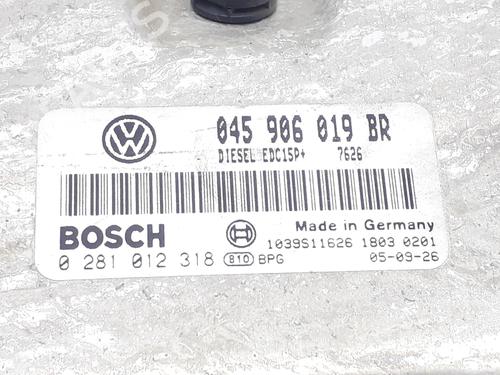 045 906 019 BR
DIESEL EDC15P+ 7626
BOSCH
Made in Germany
1039S11626 1803 0201
0 281 012 318 810 BPG 05-09-26